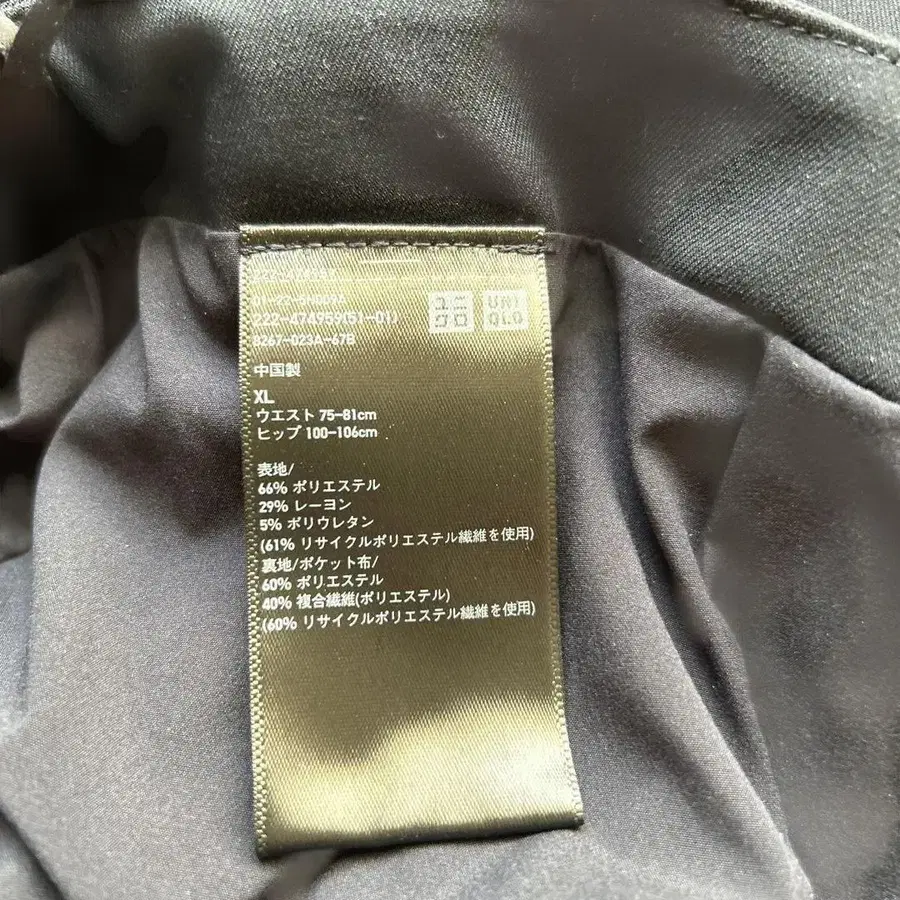 ユニクロ
UNIQLO
222-474959(51-01)
8267-023A-67B
中国製
XL
ウエスト 75-81cm
ヒップ 100-106cm
表地/
66% ポリエステル
29% レーヨン
5% ポリウレタン
(61% リサイクルポリエステル繊維を使用)
裏地/ポケット布/
60% ポリエステル
40% 複合繊維(ポリエステル)
(60% リサイクルポリエステル繊維を使用)